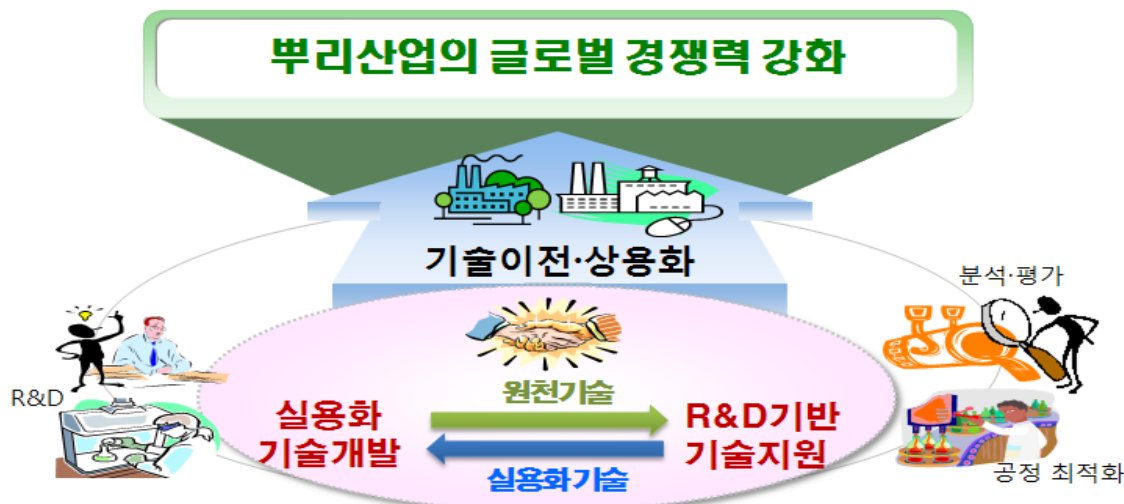 뿌리산업의 글로벌 경쟁력 강화
기술이전·상용화
분석·평가
R&D
원천기술
실용화
기술개발
R&D기반
기술지원
실용화 기술
공정 최적화